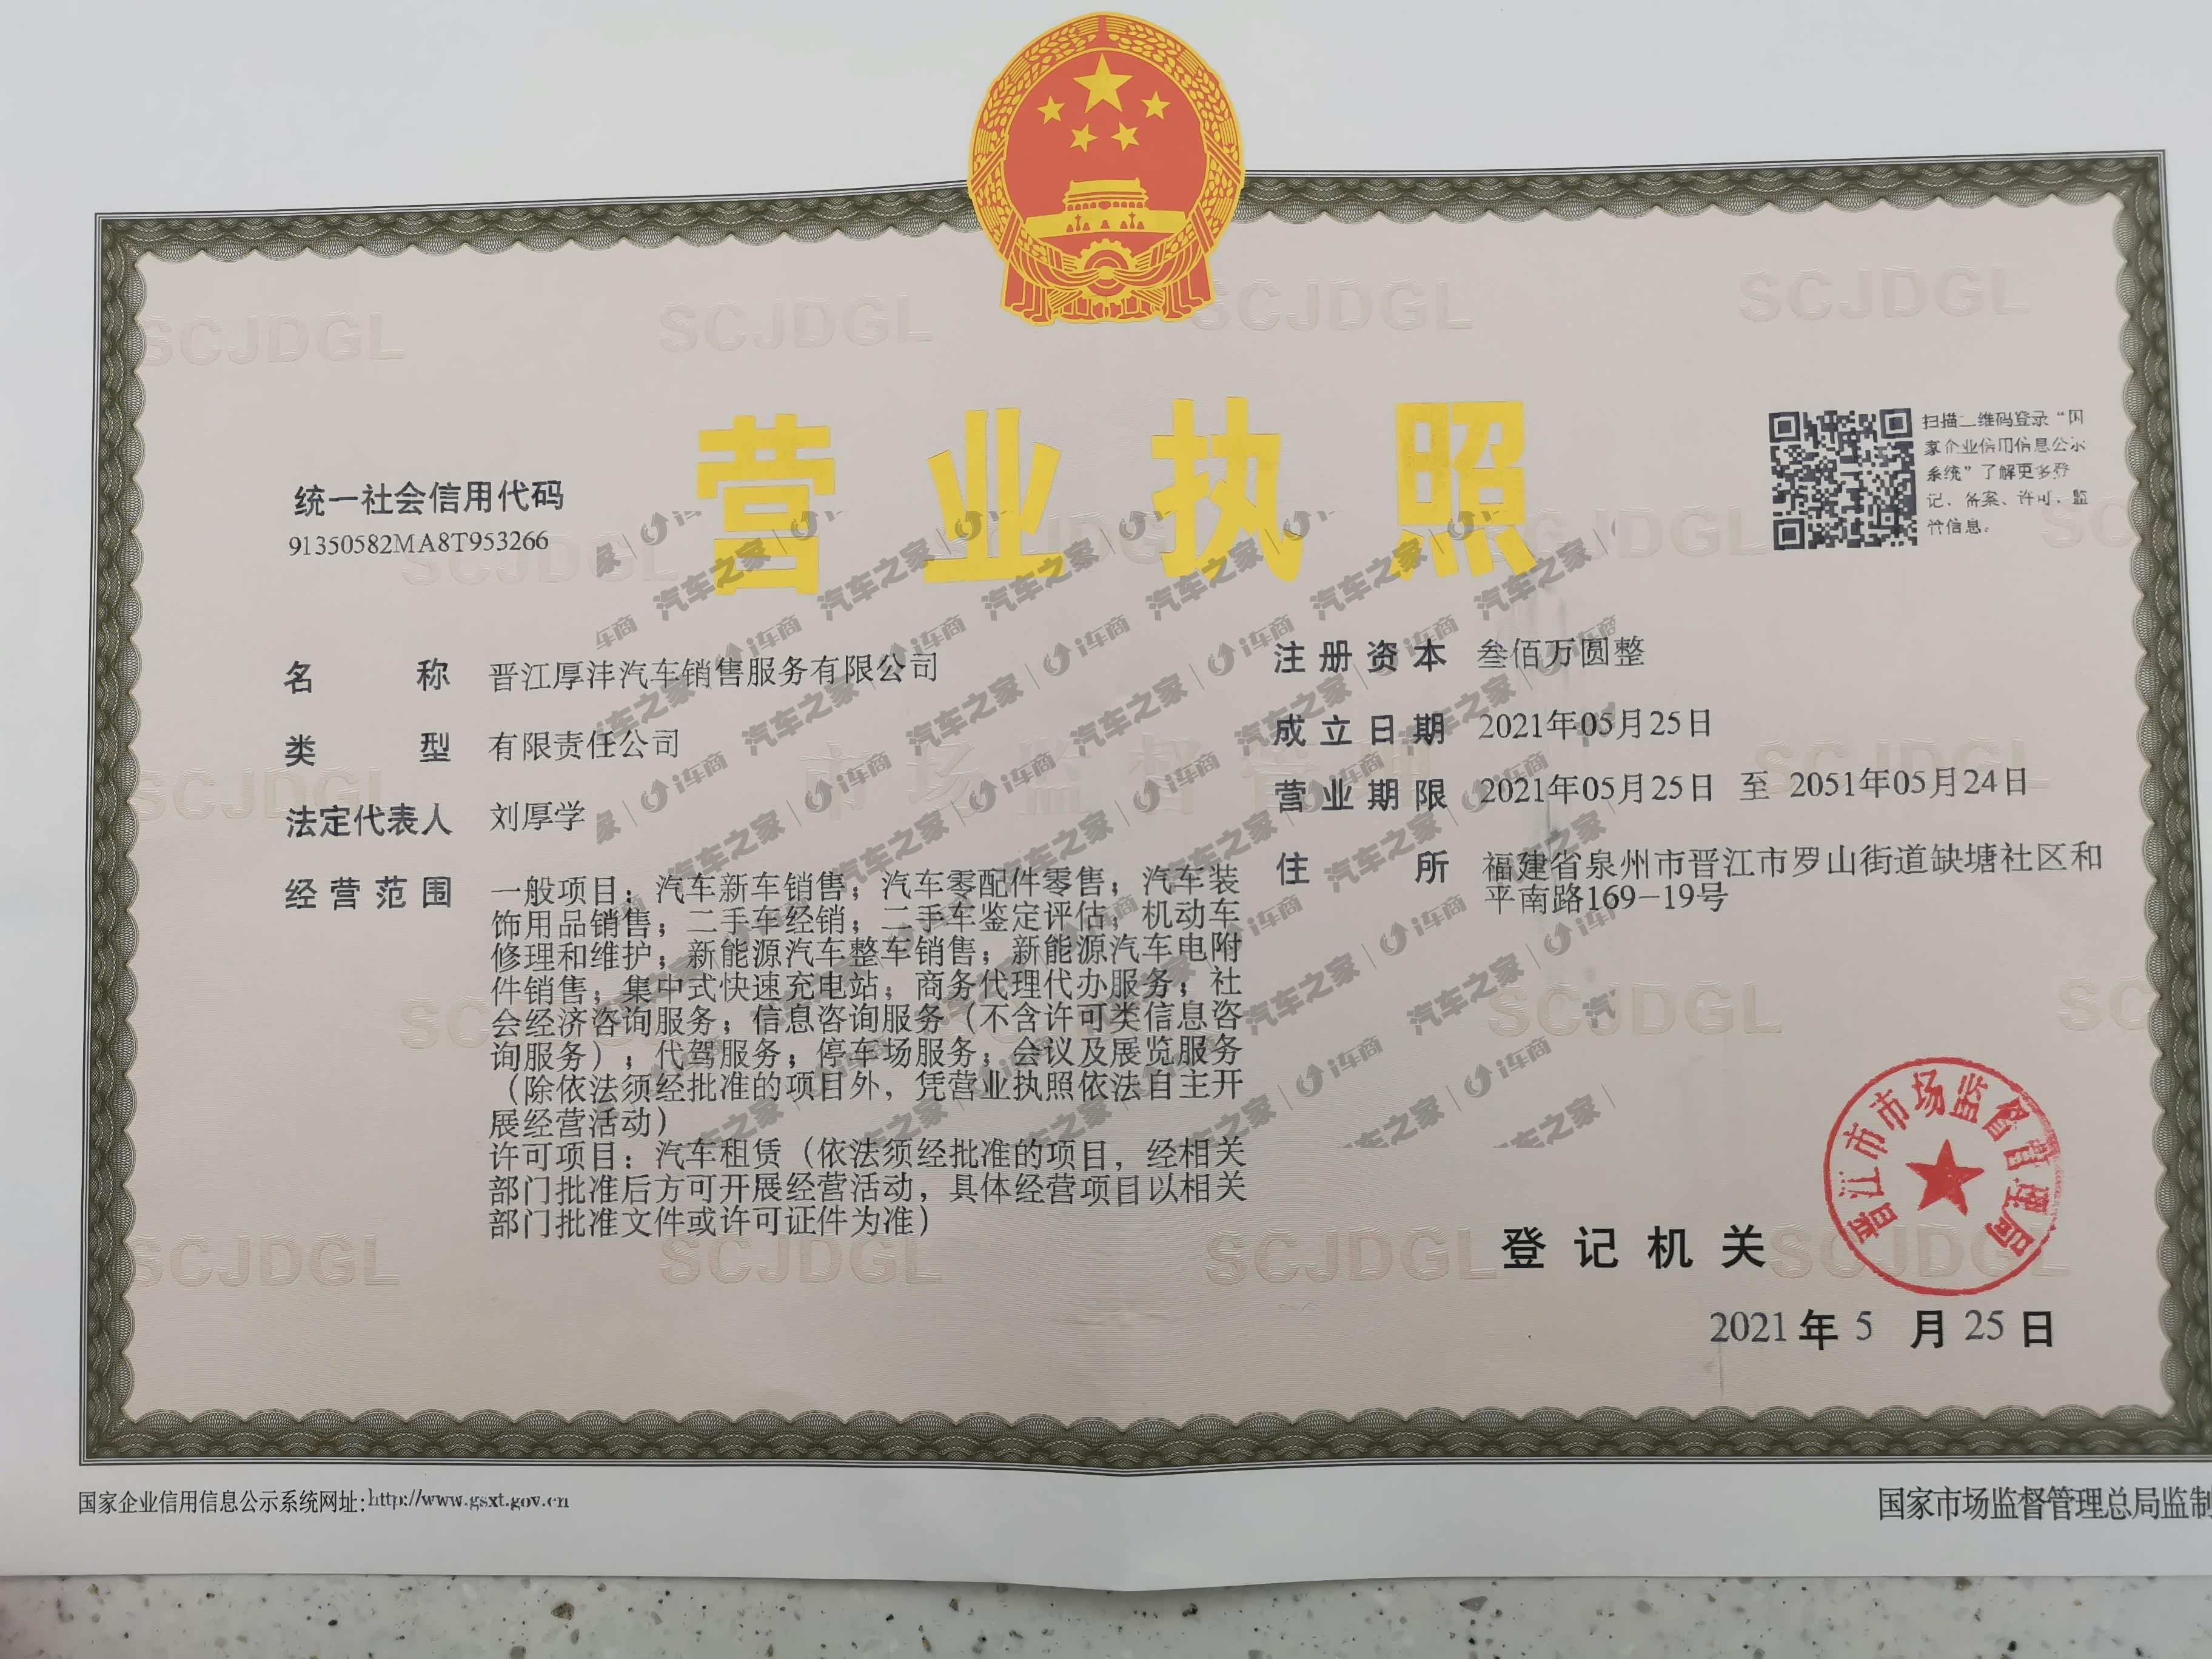 营业执照
统一社会信用代码
91350582MA8T953266
扫描二维码登录“国
家企业信用信息公示
系统”了解更多登
记、备案、许可、监
管信息。
名称 晋江厚沣汽车销售服务有限公司
类型 有限责任公司
法定代表人 刘厚学
经营范围 一般项目：汽车新车销售；汽车零配件零售；汽车装
饰用品销售；二手车经销；二手车鉴定评估；机动车
修理和维护；新能源汽车整车销售；新能源汽车电附
件销售；集中式快速充电站；商务代理代办服务；社
会经济咨询服务；信息咨询服务（不含许可类信息咨
询服务）；代驾服务；停车场服务；会议及展览服务
（除依法须经批准的项目外，凭营业执照依法自主开
展经营活动）
许可项目：汽车租赁（依法须经批准的项目，经相关
部门批准后方可开展经营活动，具体经营项目以相关
部门批准文件或许可证件为准）
注册资本 叁佰万圆整
成立日期 2021年05月25日
营业期限 2021年05月25日 至 2051年05月24日
住所 福建省泉州市晋江市罗山街道缺塘社区和
平南路169-19号
登记机关
晋江市市场监督管理局
2021年5月25日
国家企业信用信息公示系统网址:http://www.gsxt.gov.cn
国家市场监督管理总局监制
SCJDGL
市场监督管理
汽车之家 | i车商